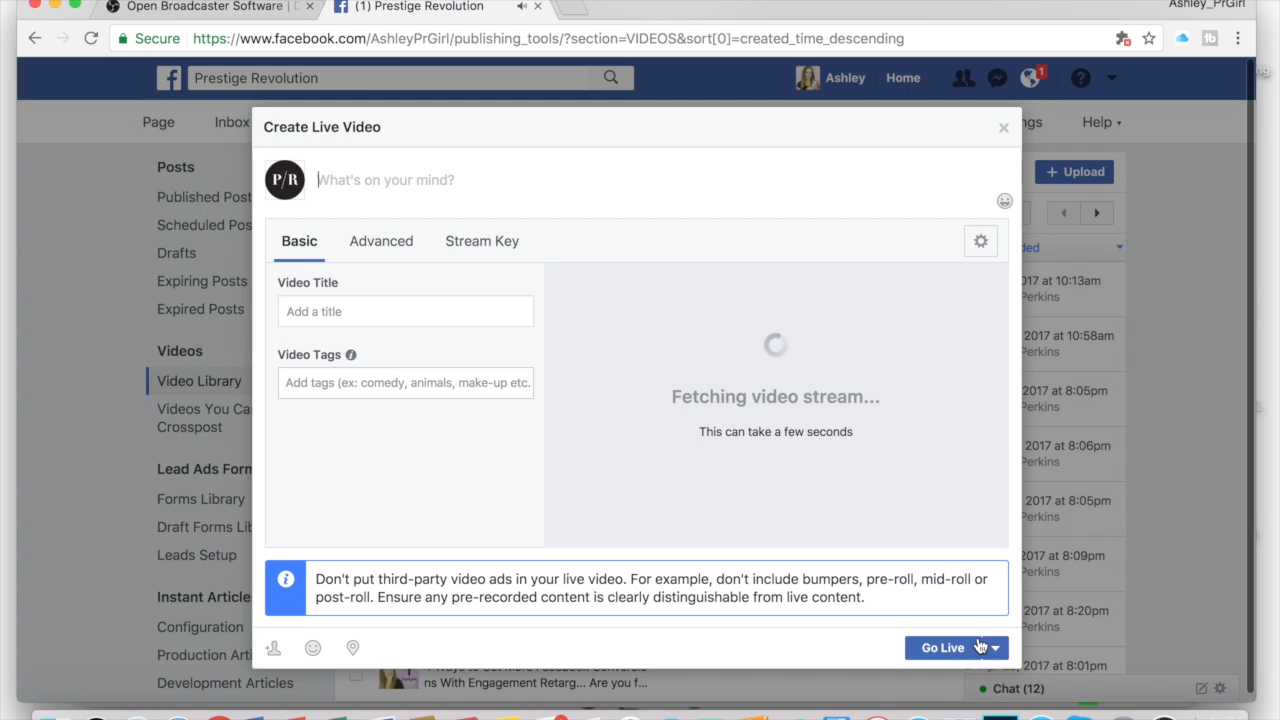 Open Broadcaster Software | D
(1) Prestige Revolution
Ashley_PrGirl
Secure
https://www.facebook.com/AshleyPrGirl/publishing_tools/?section=VIDEOS&sort[0]=created_time_descending
Prestige Revolution
Ashley
Home
1
Page
Inbox
ngs
Help
Create Live Video
P/R
What's on your mind?
Posts
Published Post
Scheduled Pos
Drafts
Expiring Posts
Expired Posts
Videos
Video Library
Videos You Ca
Crosspost
Lead Ads Form
Forms Library
Draft Forms Lib
Leads Setup
Instant Article
Configuration
Production Arti
Development Articles
Basic
Advanced
Stream Key
Video Title
Add a title
Video Tags
Add tags (ex: comedy, animals, make-up etc.
Fetching video stream...
This can take a few seconds
Don't put third-party video ads in your live video. For example, don't include bumpers, pre-roll, mid-roll or
post-roll. Ensure any pre-recorded content is clearly distinguishable from live content.
Go Live
+ Upload
ded
017 at 10:13am
Perkins
2017 at 10:58am
Perkins
2017 at 8:05pm
Perkins
2017 at 8:06pm
Perkins
2017 at 8:05pm
Perkins
017 at 8:09pm
Perkins
2017 at 8:20pm
Perkins
2017 at 8:01pm
ns With Engagement Retarg... Are you f...
Chat (12)